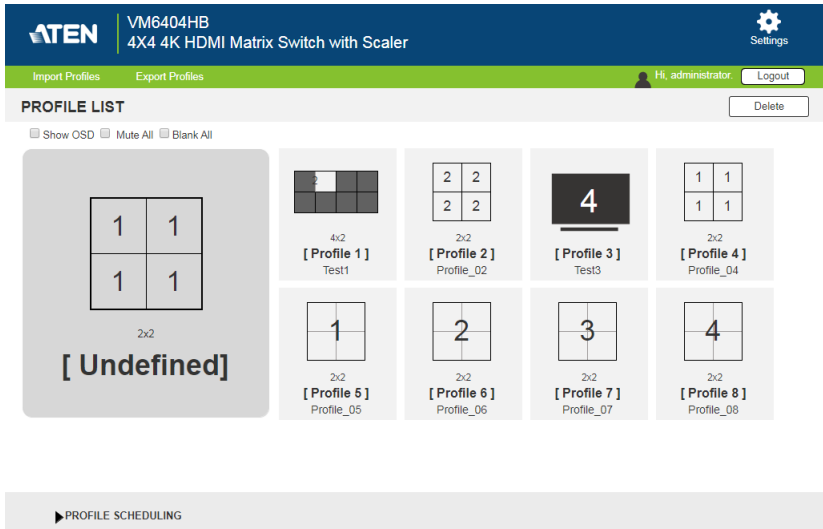 ATEN
VM6404HB
4X4 4K HDMI Matrix Switch with Scaler
Settings
Import Profiles Export Profiles Hi, administrator. Logout
PROFILE LIST Delete
Show OSD Mute All Blank All
1 1
1 1
2x2
[ Undefined]
2
4x2
[ Profile 1 ]
Test1
2 2
2 2
2x2
[ Profile 2 ]
Profile_02
4
[ Profile 3 ]
Test3
1 1
1 1
2x2
[ Profile 4 ]
Profile_04
1
2x2
[ Profile 5 ]
Profile_05
2
2x2
[ Profile 6 ]
Profile_06
3
2x2
[ Profile 7 ]
Profile_07
4
2x2
[ Profile 8 ]
Profile_08
PROFILE SCHEDULING